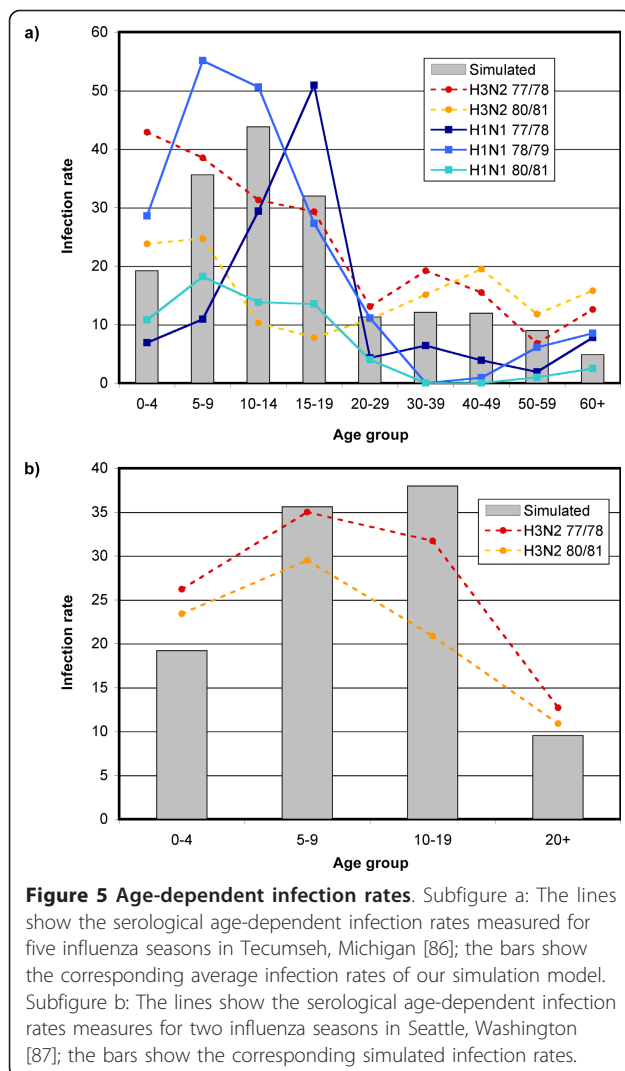 a)
60
50
40
30
20
10
0
Infection rate
Simulated
H3N2 77/78
H3N2 80/81
H1N1 77/78
H1N1 78/79
H1N1 80/81
0-4 5-9 10-14 15-19 20-29 30-39 40-49 50-59 60+
Age group
b)
40
35
30
25
20
15
10
5
0
Infection rate
Simulated
H3N2 77/78
H3N2 80/81
0-4 5-9 10-19 20+
Age group
Figure 5 Age-dependent infection rates. Subfigure a: The lines
show the serological age-dependent infection rates measured for
five influenza seasons in Tecumseh, Michigan [86]; the bars show
the corresponding average infection rates of our simulation model.
Subfigure b: The lines show the serological age-dependent infection
rates measures for two influenza seasons in Seattle, Washington
[87]; the bars show the corresponding simulated infection rates.